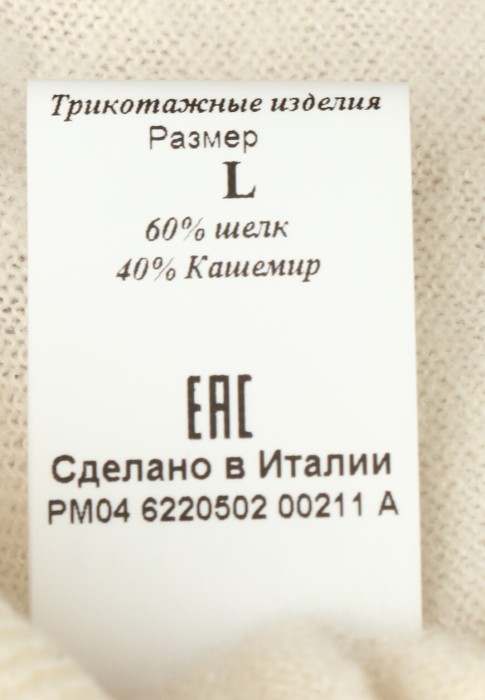 Трикотажные изделия
Размер
L
60% шелк
40% Кашемир
EAC
Сделано в Италии
PM04 6220502 00211 A